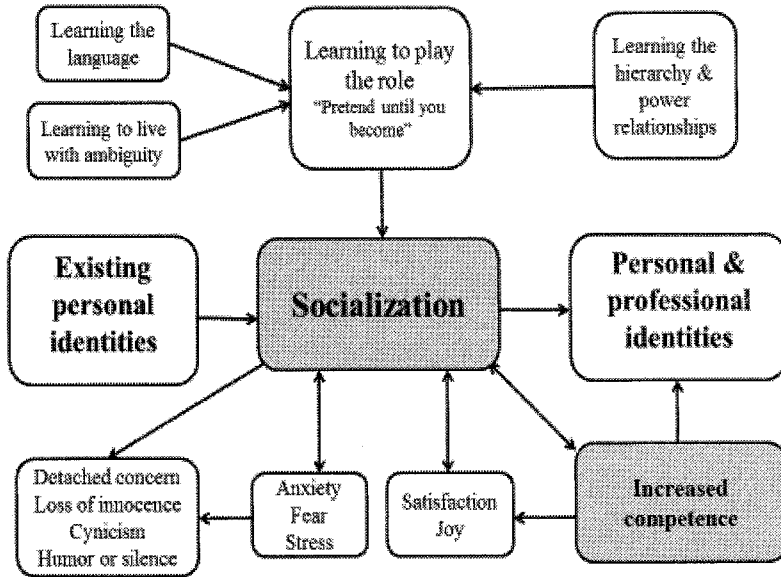 Learning the
language
Learning to play
the role
"Pretend until you
become"
Learning the
hierarchy &
power
relationships
Learning to live
with ambiguity
Existing
personal
identities
Socialization
Personal &
professional
identities
Detached concern
Loss of innocence
Cynicism
Humor or silence
Anxiety
Fear
Stress
Satisfaction
Joy
Increased
competence